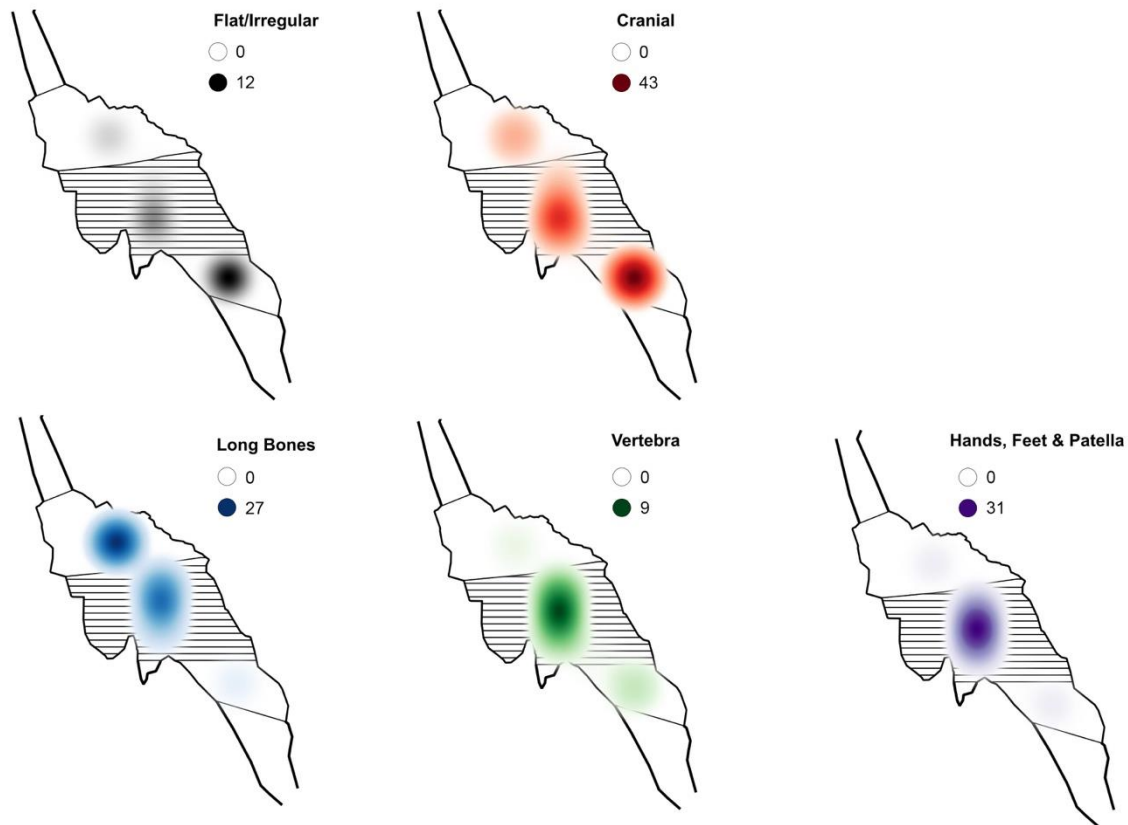 Flat/Irregular
0
12
Cranial
0
43
Long Bones
0
27
Vertebra
0
9
Hands, Feet & Patella
0
31